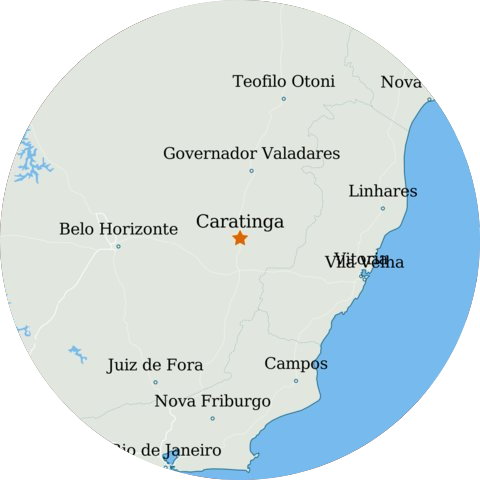 Teofilo Otoni
Nova
Governador Valadares
Linhares
Caratinga
Belo Horizonte
Vitoria
Vila Velha
Juiz de Fora
Campos
Nova Friburgo
Rio de Janeiro